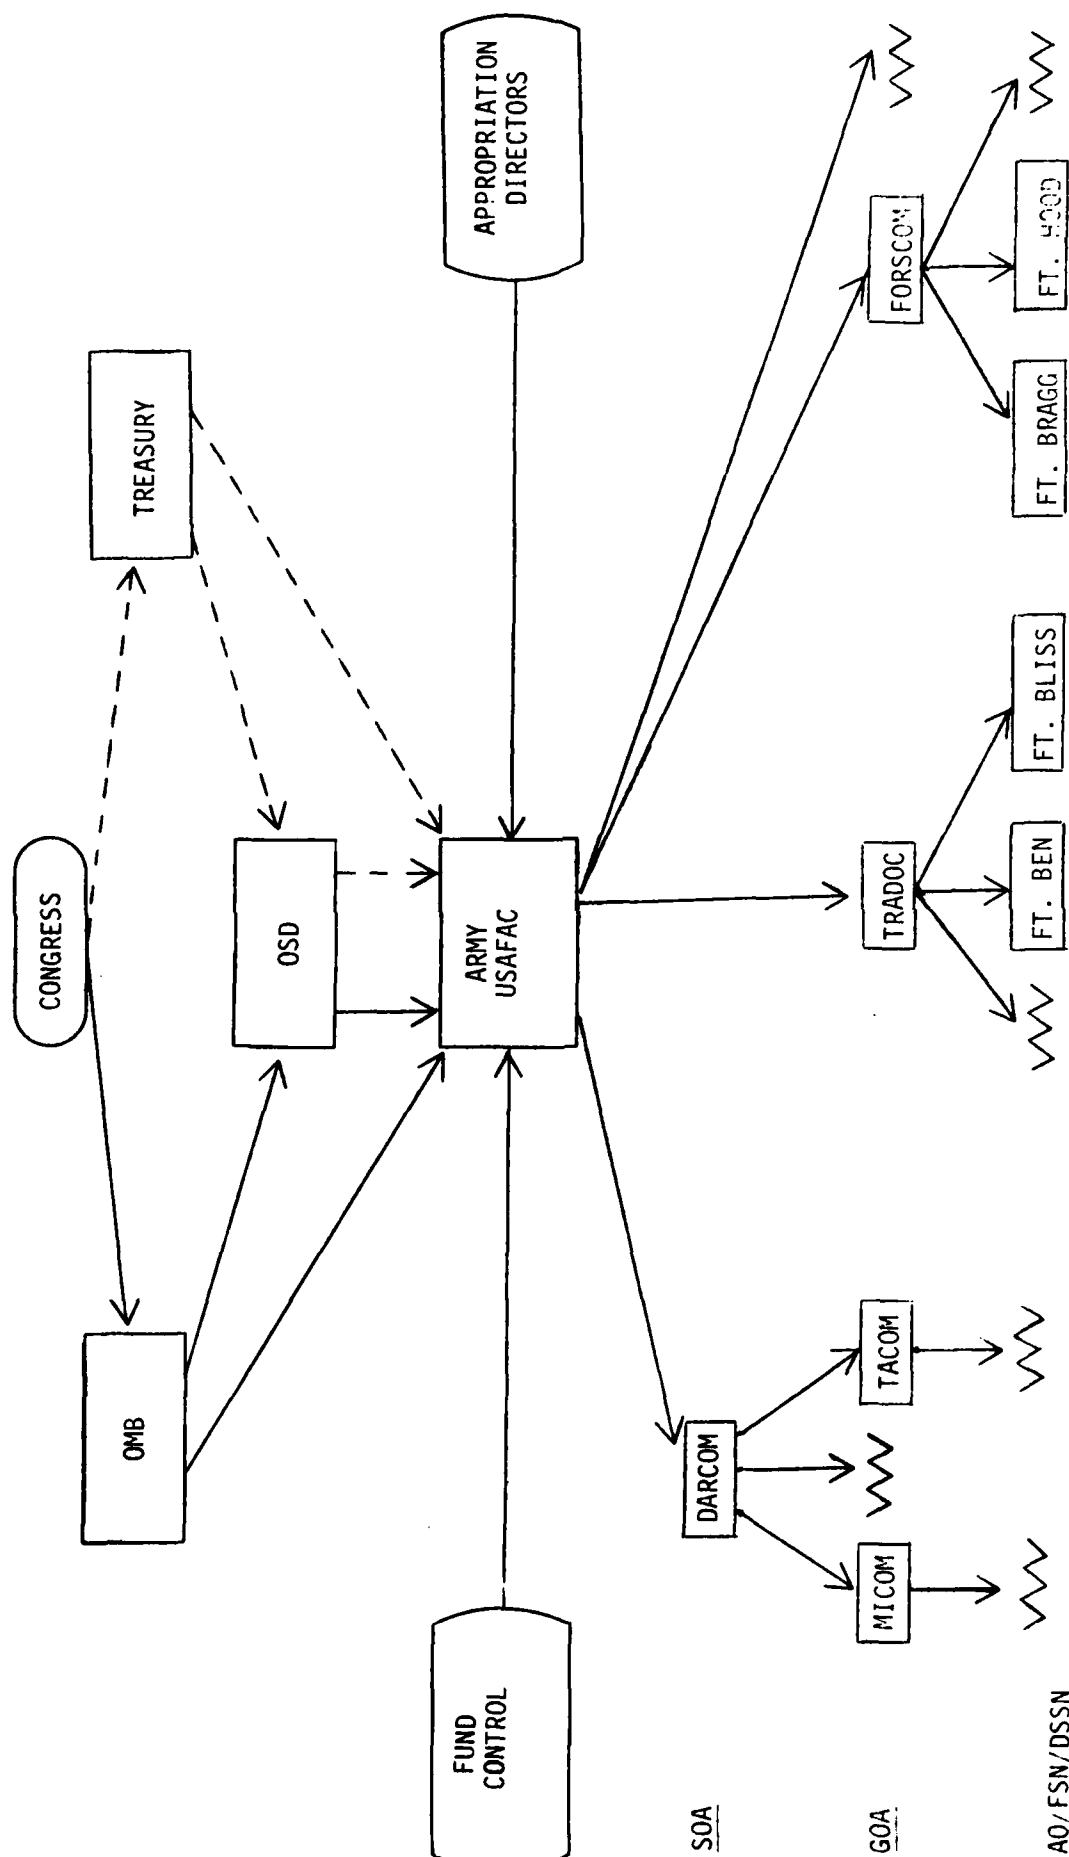 CONGRESS
OMB
TREASURY
OSD
FUND
CONTROL
ARMY
USAFAC
APPROPRIATION
DIRECTORS
SOA
DARCOM
GOA
MICOM
TACOM
TRADOC
FORSCOM
AO/FSN/DSSN
FT. BEN
FT. BLISS
FT. BRAGG
FT. HOOD